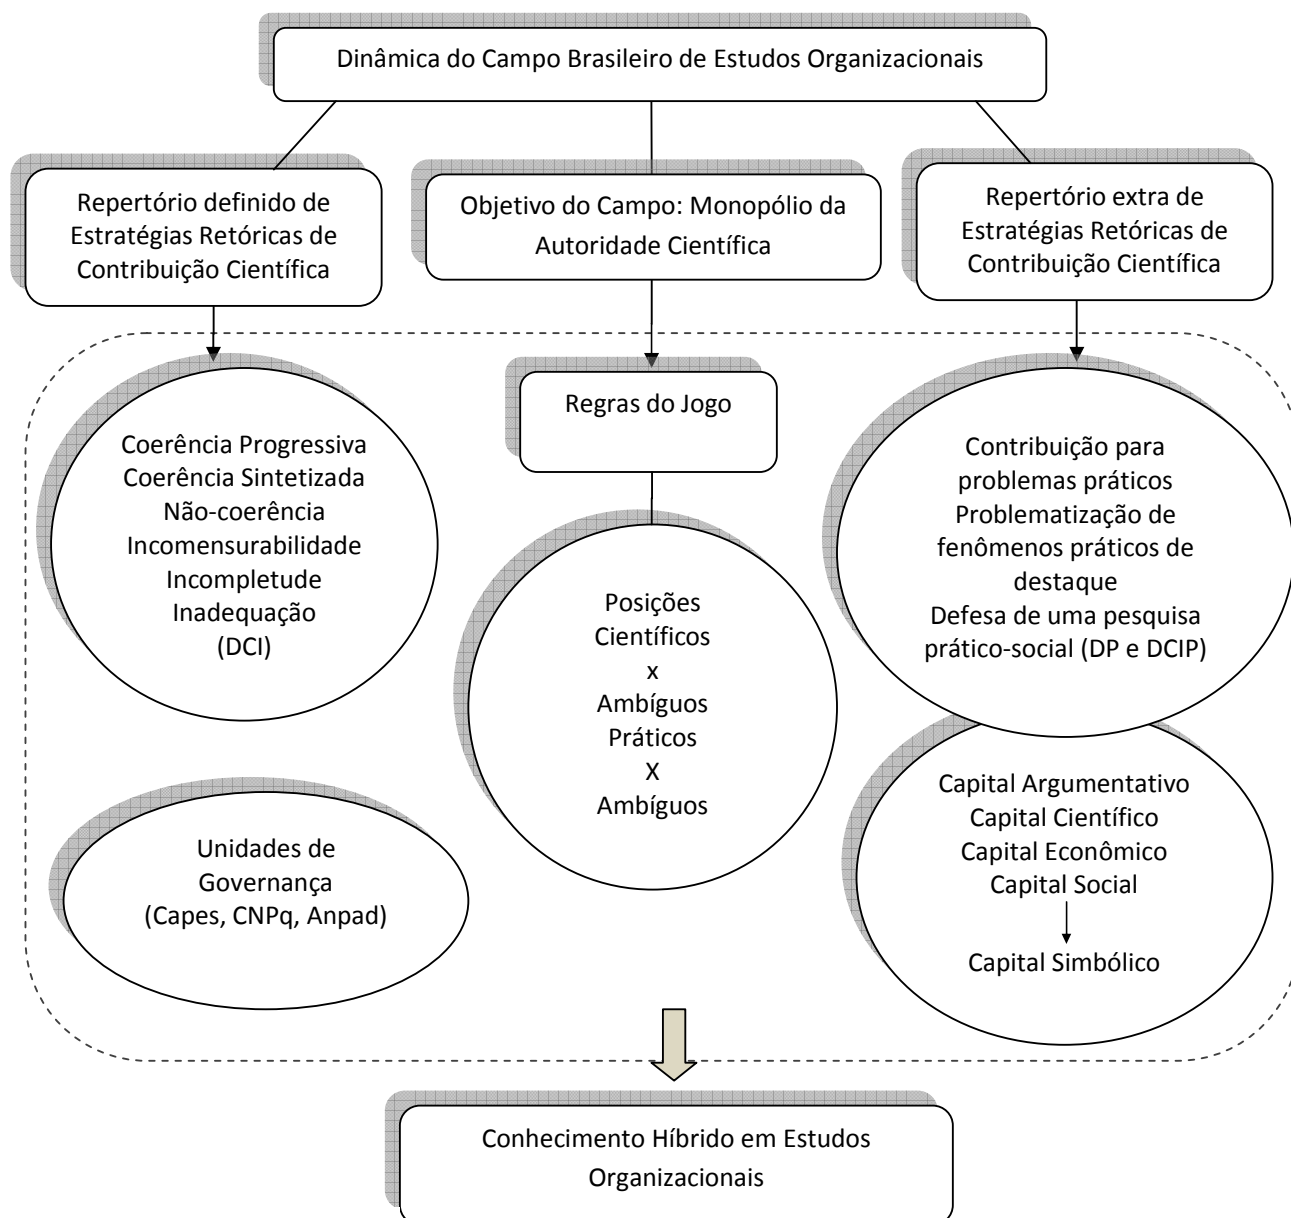 Dinâmica do Campo Brasileiro de Estudos Organizacionais
Repertório definido de
Estratégias Retóricas de
Contribuição Científica
Objetivo do Campo: Monopólio da
Autoridade Científica
Repertório extra de
Estratégias Retóricas de
Contribuição Científica
Coerência Progressiva
Coerência Sintetizada
Não-coerência
Incomensurabilidade
Incompletude
Inadequação
(DCI)
Regras do Jogo
Contribuição para
problemas práticos
Problematização de
fenômenos práticos de
destaque
Defesa de uma pesquisa
prático-social (DP e DCIP)
Posições
Científicos
x
Ambíguos
Práticos
X
Ambíguos
Unidades de
Governança
(Capes, CNPq, Anpad)
Capital Argumentativo
Capital Científico
Capital Econômico
Capital Social
Capital Simbólico
Conhecimento Híbrido em Estudos
Organizacionais